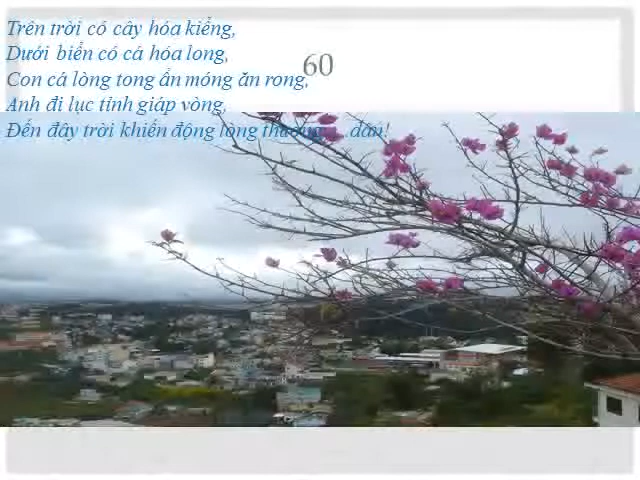 Trên trời có cây hóa kiểng,
Dưới biển có cá hóa long,
60
Con cá lòng tong ẩn móng ăn rong,
Anh đi lục tỉnh giáp vòng,
Đến đây trời khiến động lòng thương....dân!